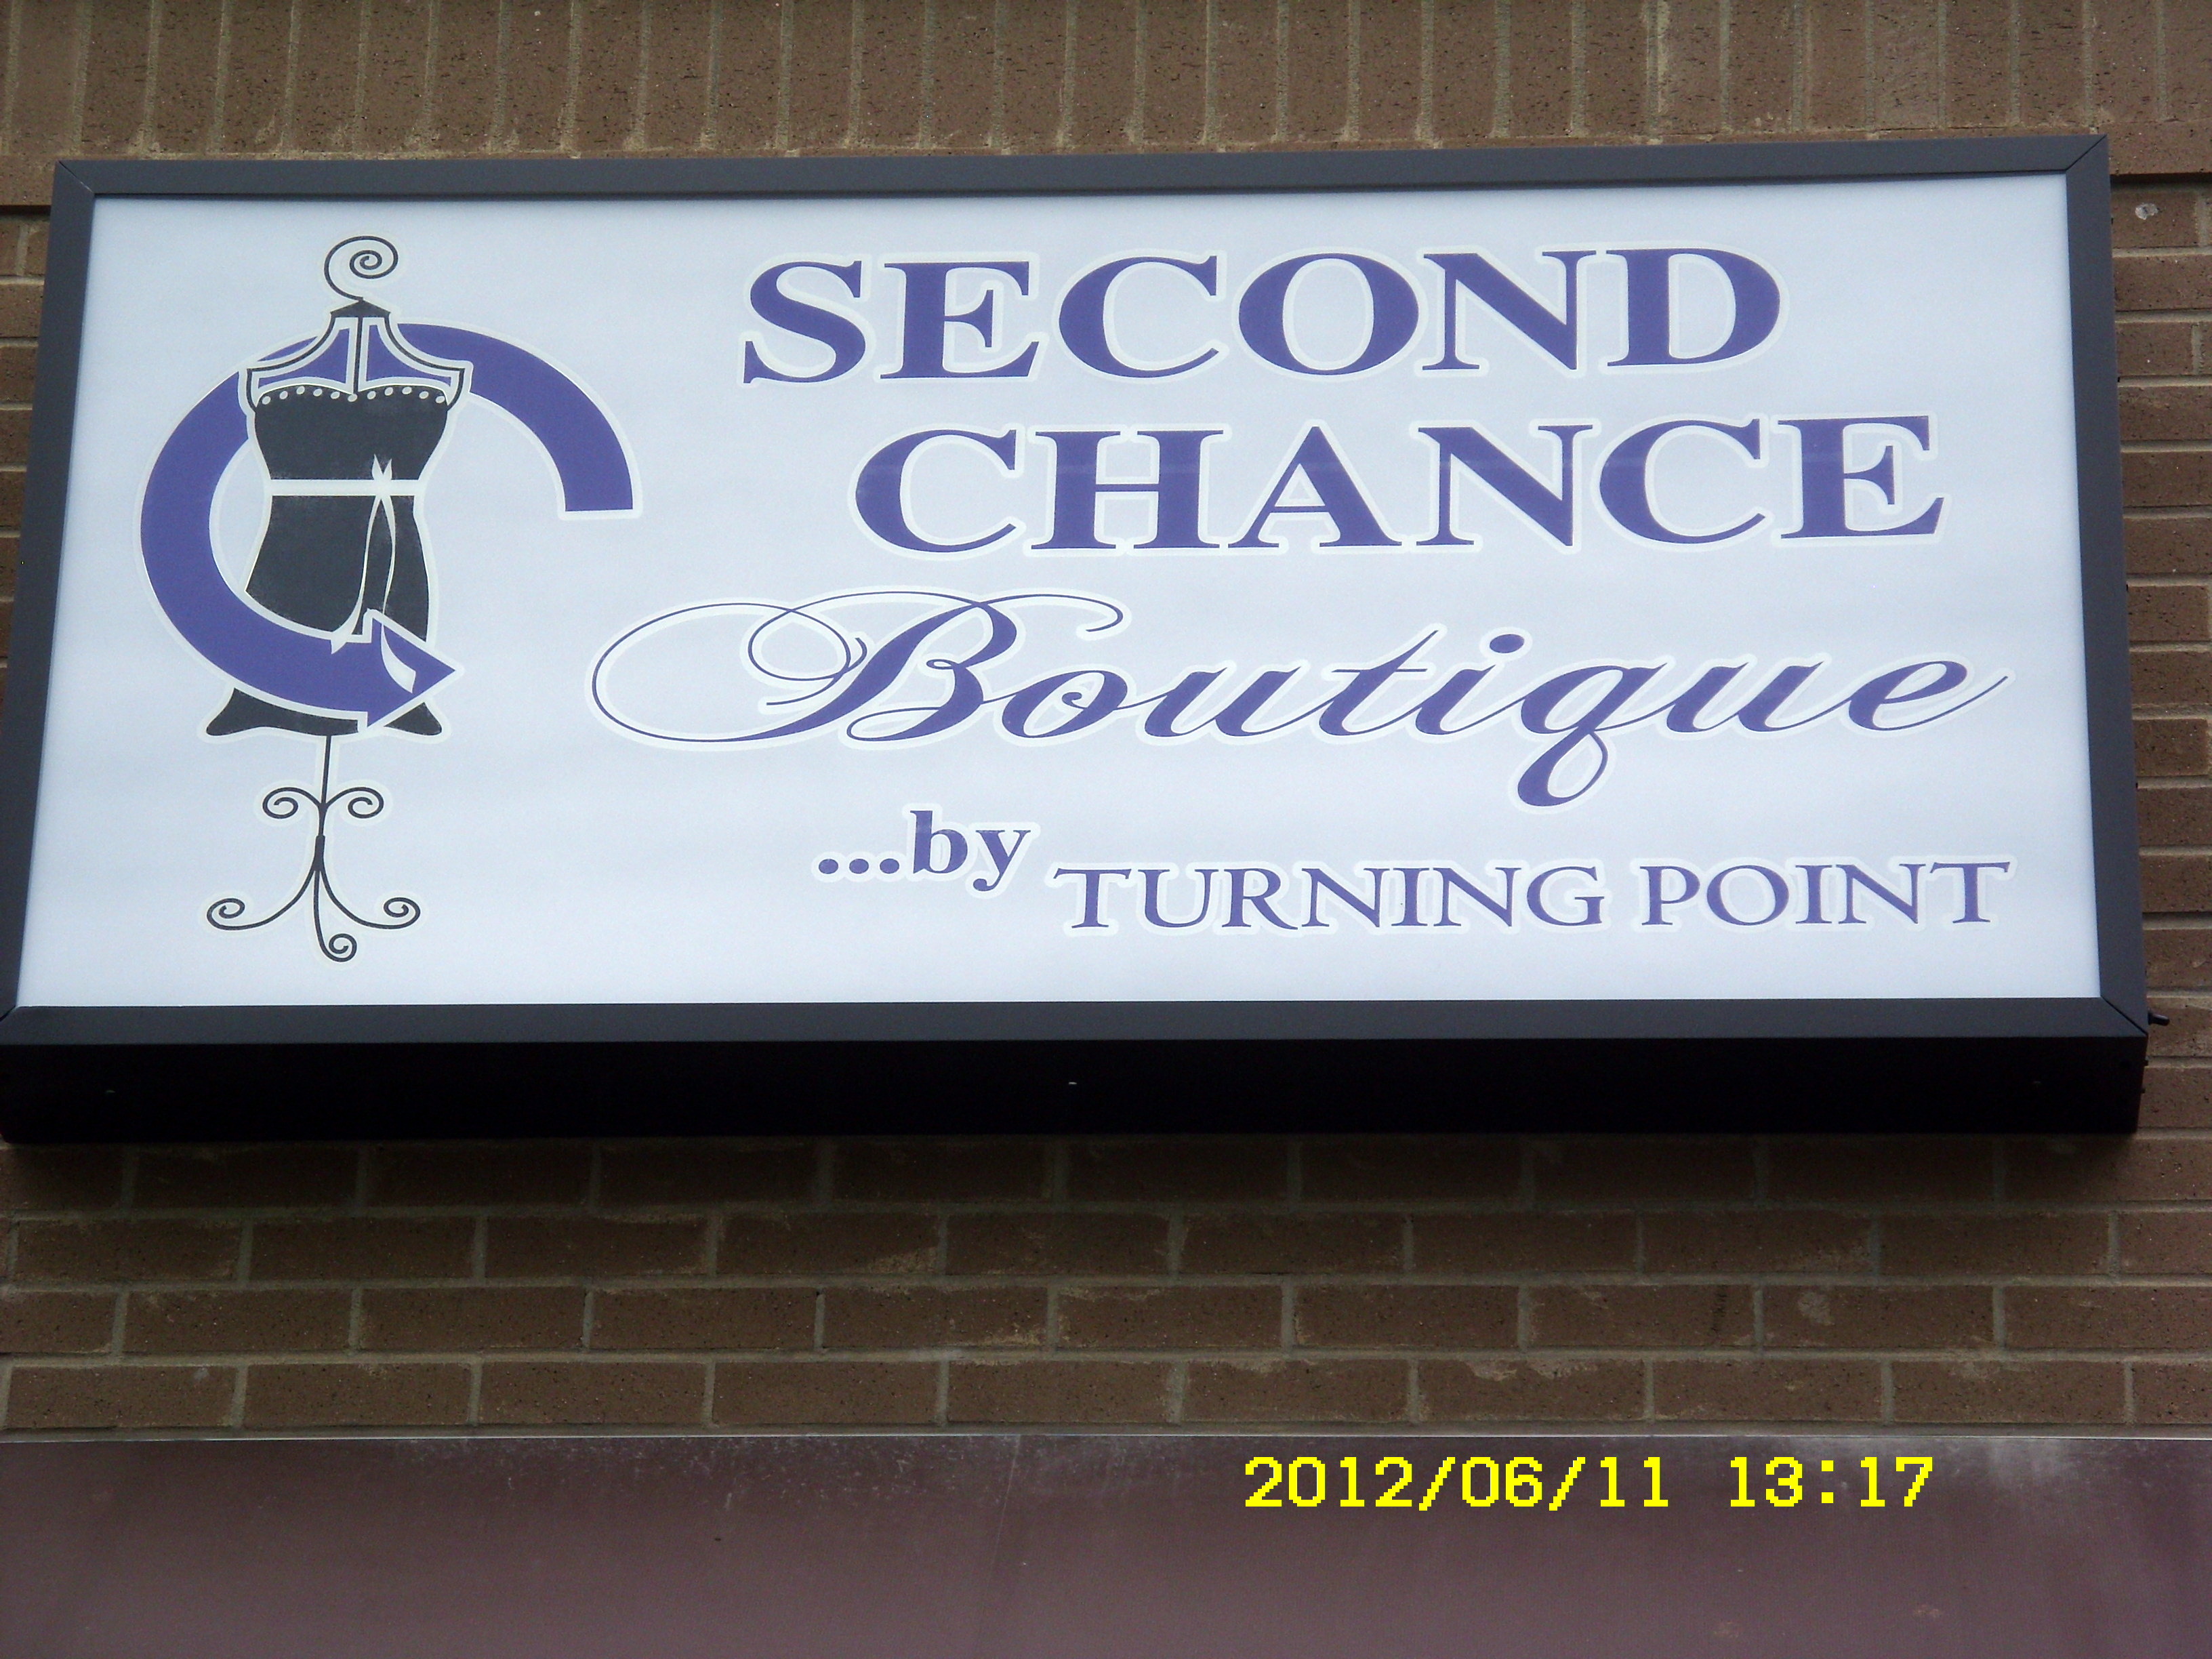 SECOND
CHANCE
Boutique
...by TURNING POINT
2012/06/11 13:17